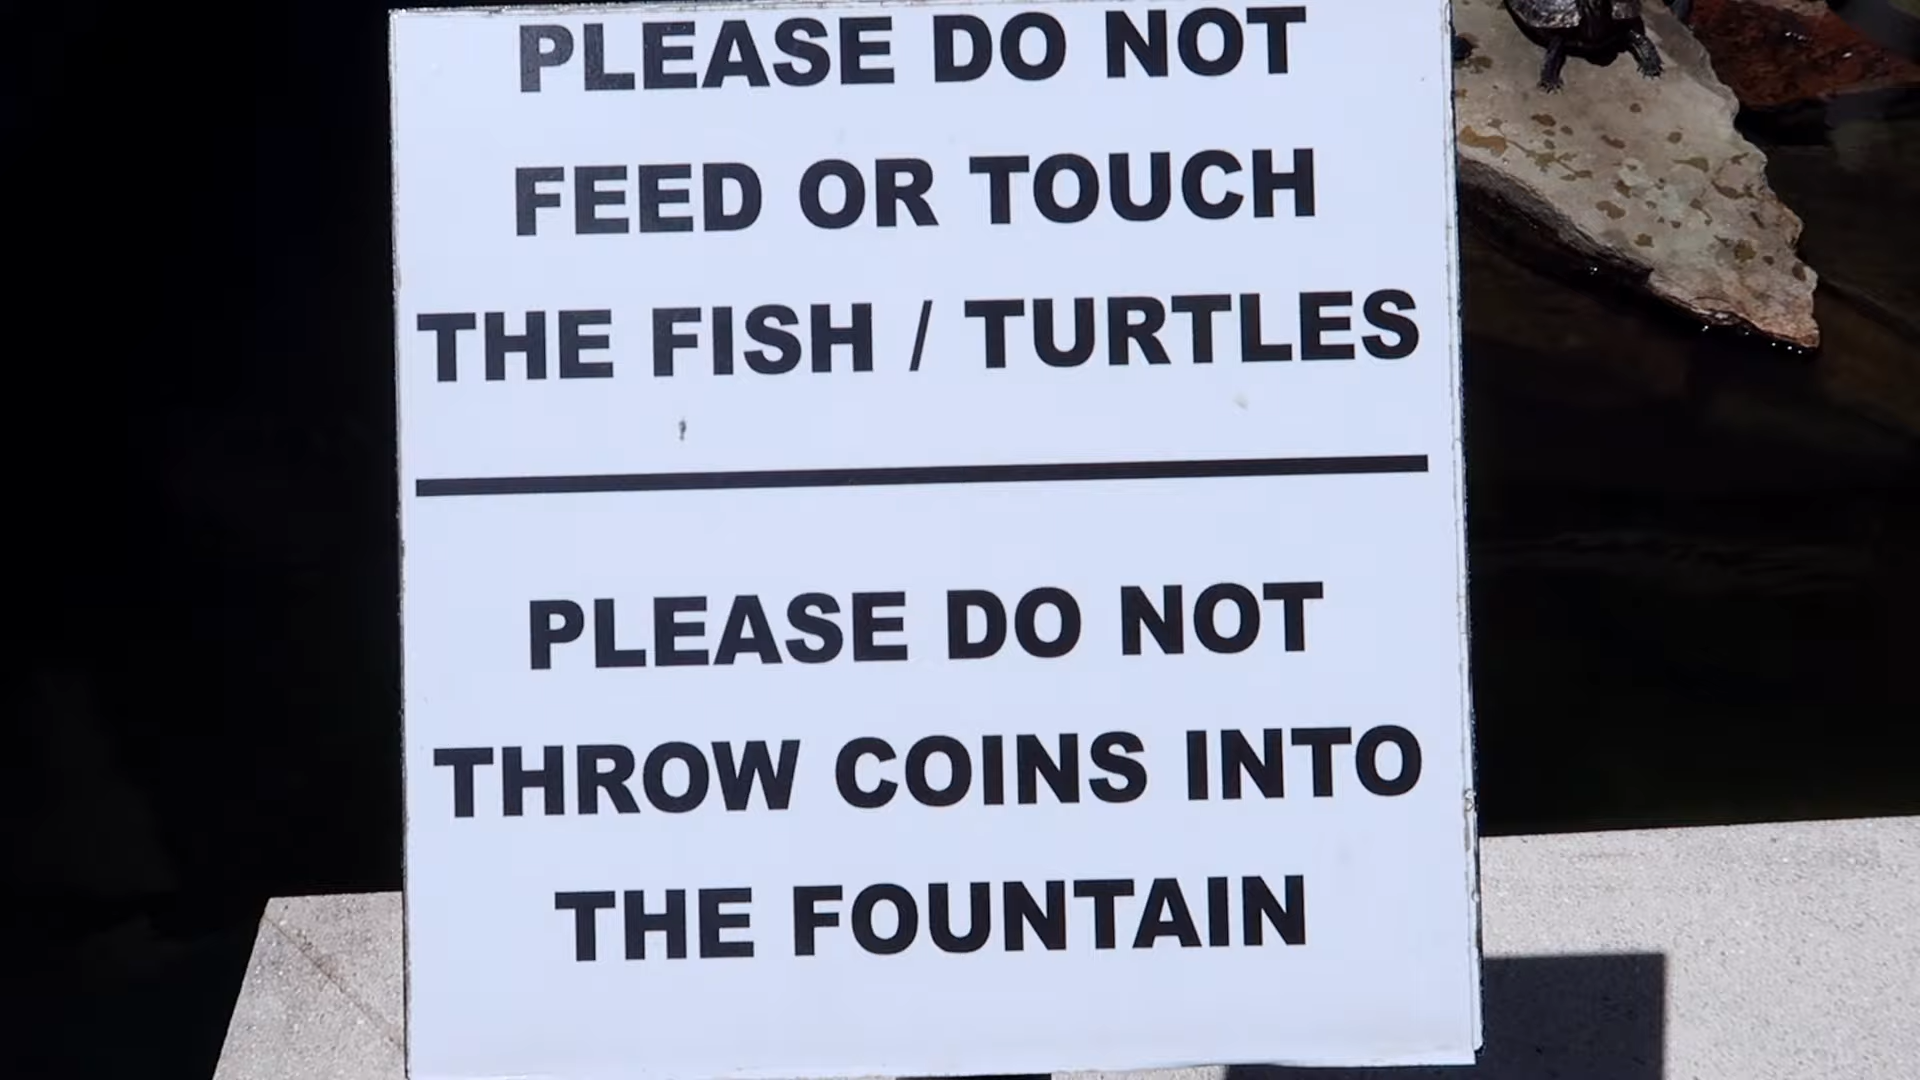 PLEASE DO NOT
FEED OR TOUCH
THE FISH / TURTLES
PLEASE DO NOT
THROW COINS INTO
THE FOUNTAIN